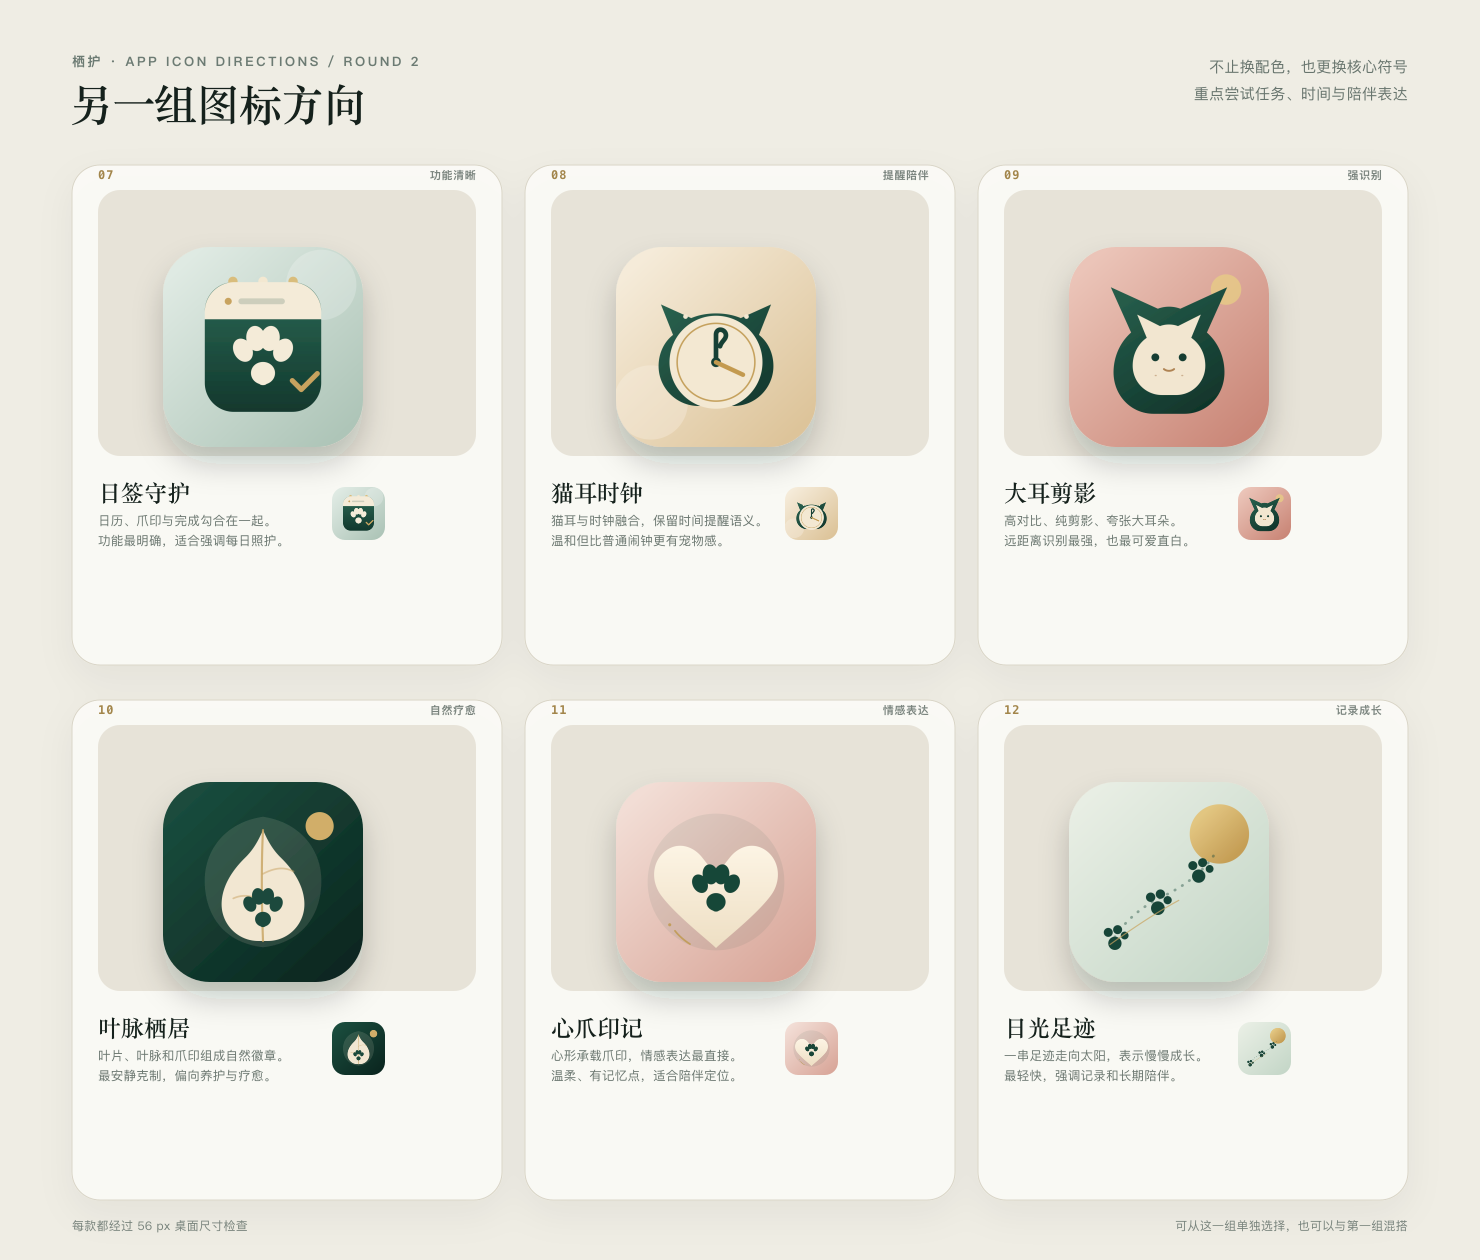 栖护 · APP ICON DIRECTIONS / ROUND 2
另一组图标方向
不止换配色，也更换核心符号
重点尝试任务、时间与陪伴表达
07
功能清晰
日签守护
日历、爪印与完成勾合在一起。
功能最明确，适合强调每日照护。
08
提醒陪伴
猫耳时钟
猫耳与时钟融合，保留时间提醒语义。
温和但比普通闹钟更有宠物感。
09
强识别
大耳剪影
高对比、纯剪影、夸张大耳朵。
远距离识别最强，也最可爱直白。
10
自然疗愈
叶脉栖居
叶片、叶脉和爪印组成自然徽章。
最安静克制，偏向养护与疗愈。
11
情感表达
心爪印记
心形承载爪印，情感表达最直接。
温柔、有记忆点，适合陪伴定位。
12
记录成长
日光足迹
一串足迹走向太阳，表示慢慢成长。
最轻快，强调记录和长期陪伴。
每款都经过 56 px 桌面尺寸检查
可从这一组单独选择，也可以与第一组混搭